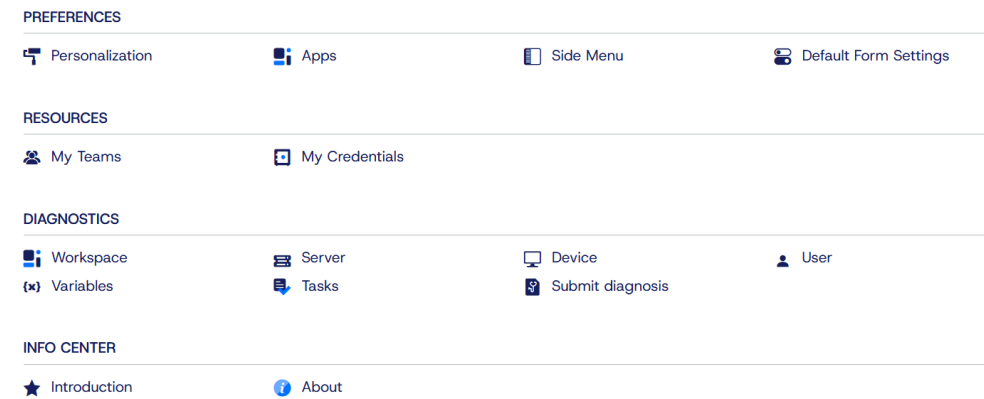 PREFERENCES
Personalization Apps Side Menu Default Form Settings
RESOURCES
My Teams My Credentials
DIAGNOSTICS
Workspace Server Device User
{x} Variables Tasks Submit diagnosis
INFO CENTER
Introduction i About